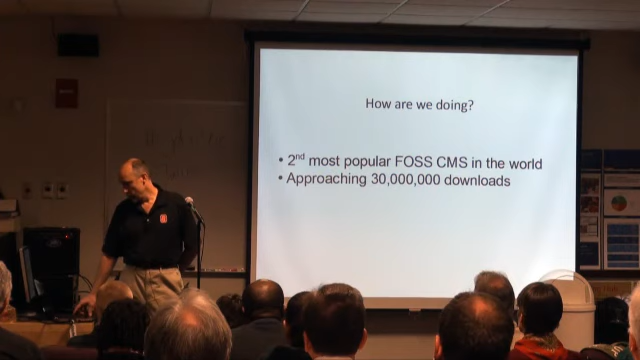 How are we doing?
• 2nd most popular FOSS CMS in the world
• Approaching 30,000,000 downloads